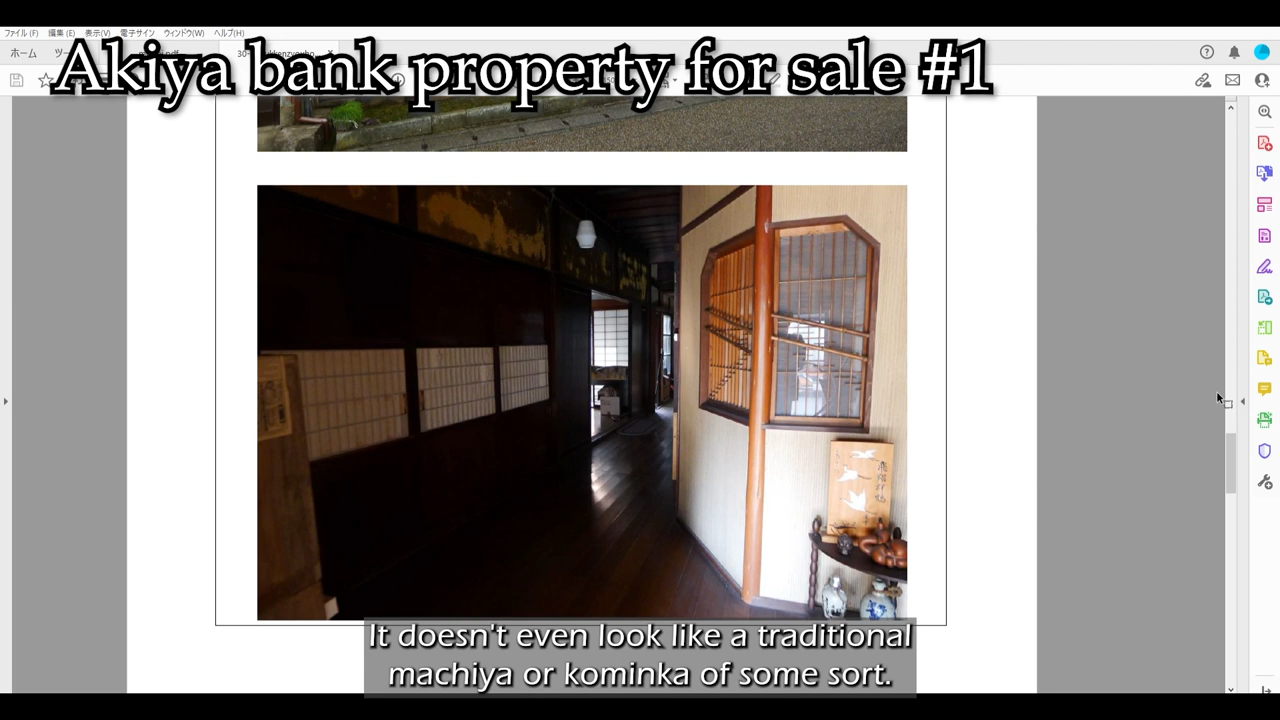 ファイル(F) 編集(E) 表示(V) 電子サイン ウィンドウ(W) ヘルプ(H)
ホーム
Akiya bank property for sale #1
It doesn't even look like a traditional
machiya or kominka of some sort.